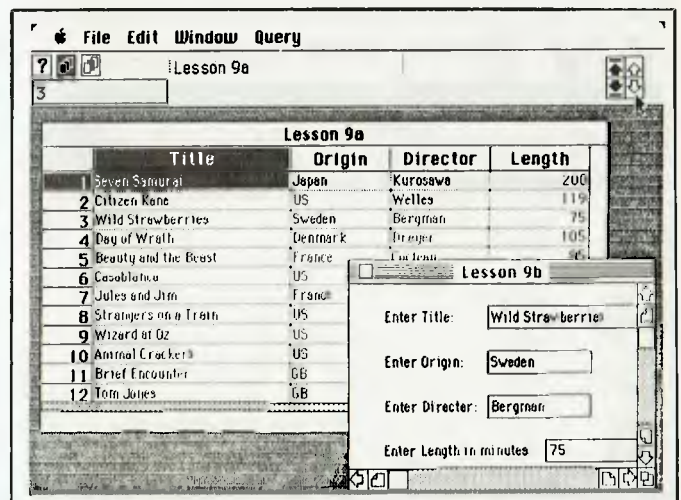 File Edit Window Query
? Lesson 9a
3
Lesson 9a
Title Origin Director Length
1 Seven Samurai Japan Kurosawa 200
2 Citizen Kane US Welles 119
3 Wild Strawberries Sweden Bergman 75
4 Day of Wrath Denmark Dreyer 105
5 Beauty and the Beast France Cocteau
6 Casablanca US
7 Jules and Jim France
8 Strangers on a Train US
9 Wizard of Oz US
10 Animal Crackers US
11 Brief Encounter GB
12 Tom Jones GB
Lesson 9b
Enter Title: Wild Strawberries
Enter Origin: Sweden
Enter Director: Bergman
Enter Length in minutes 75